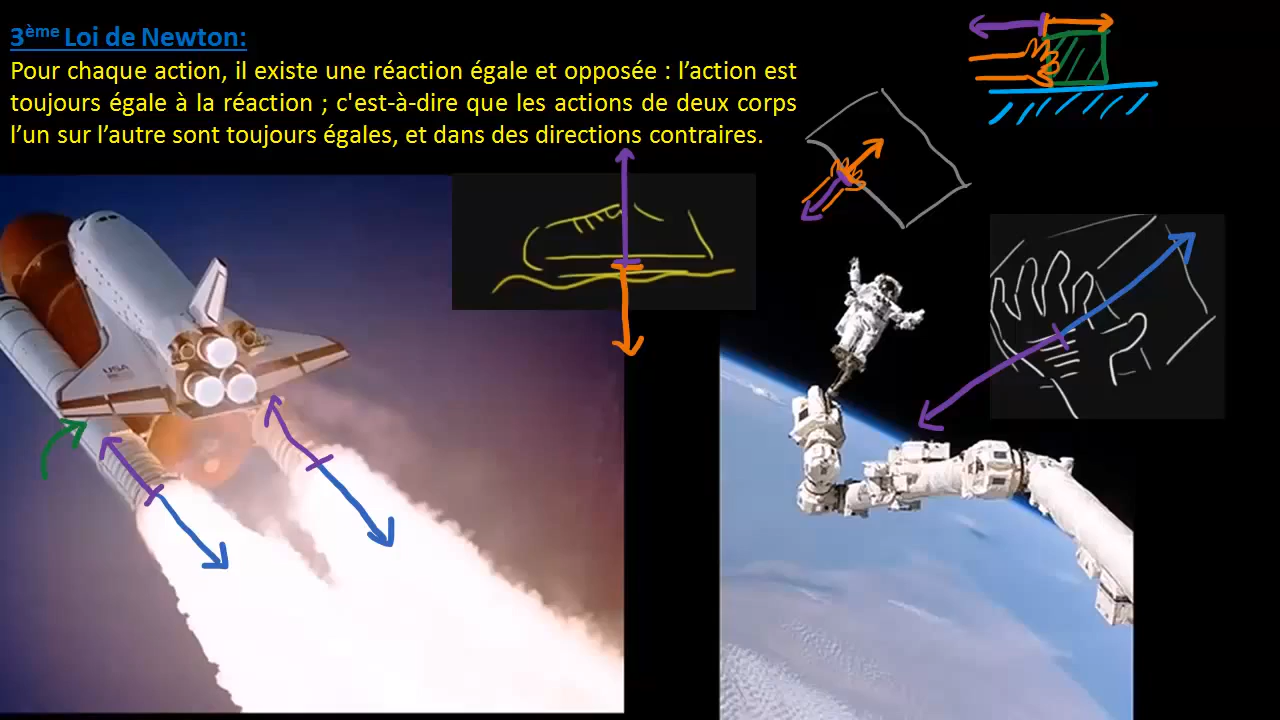 3ème Loi de Newton:
Pour chaque action, il existe une réaction égale et opposée : l’action est
toujours égale à la réaction ; c'est-à-dire que les actions de deux corps
l’un sur l’autre sont toujours égales, et dans des directions contraires.
USA